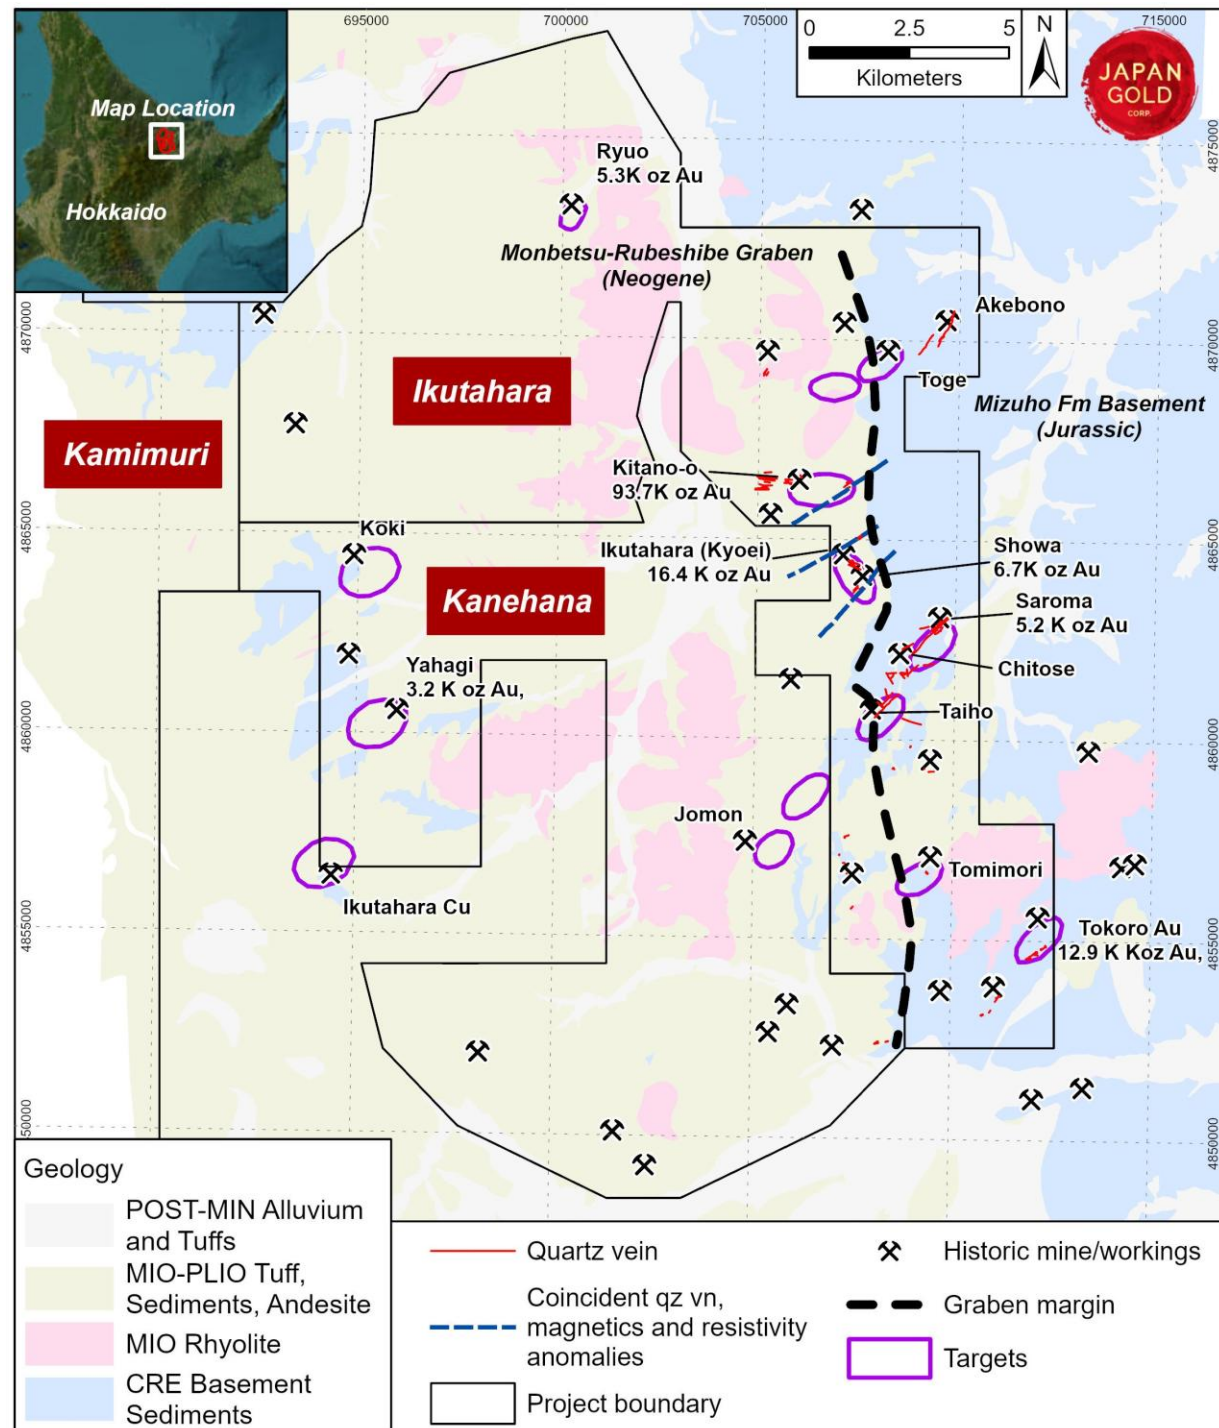 695000
700000
705000
715000
0 2.5 5
Kilometers
N
JAPAN
GOLD
CORP.
Map Location
Hokkaido
4875000
Ryuo
5.3K oz Au
Monbetsu-Rubeshibe Graben
(Neogene)
Akebono
4870000
4870000
Toge
Ikutahara
Mizuho Fm Basement
(Jurassic)
Kamimuri
Kitano-o
93.7K oz Au
4865000
Koki
Ikutahara (Kyoei)
16.4 K oz Au
Showa
6.7K oz Au
4865000
Kanehana
Saroma
5.2 K oz Au
Chitose
Yahagi
3.2 K oz Au,
Taiho
4860000
4860000
Jomon
Tomimori
Ikutahara Cu
4855000
Tokoro Au
12.9 K Koz Au,
4855000
50000
4850000
Geology
POST-MIN Alluvium
and Tuffs
MIO-PLIO Tuff,
Sediments, Andesite
MIO Rhyolite
CRE Basement
Sediments
Quartz vein
Coincident qz vn,
magnetics and resistivity
anomalies
Project boundary
Historic mine/workings
Graben margin
Targets